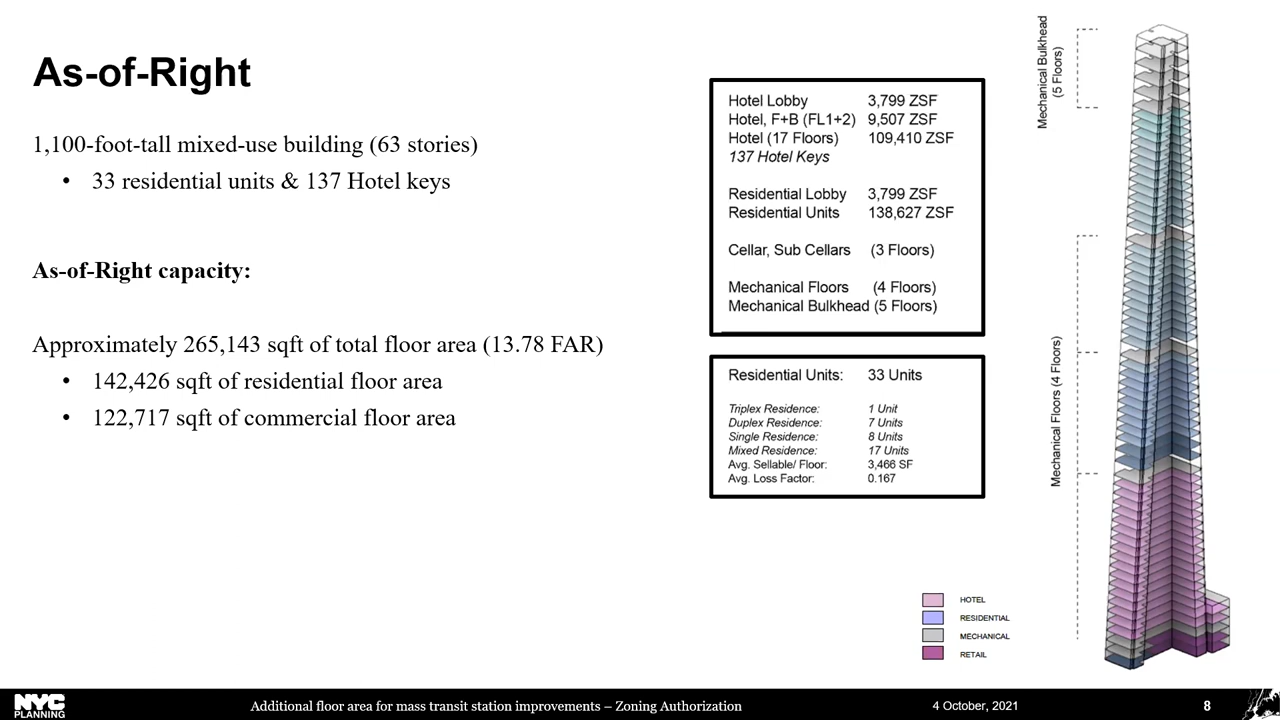 As-of-Right
1,100-foot-tall mixed-use building (63 stories)
• 33 residential units & 137 Hotel keys
As-of-Right capacity:
Approximately 265,143 sqft of total floor area (13.78 FAR)
• 142,426 sqft of residential floor area
• 122,717 sqft of commercial floor area
Hotel Lobby 3,799 ZSF
Hotel, F+B (FL1+2) 9,507 ZSF
Hotel (17 Floors) 109,410 ZSF
137 Hotel Keys
Residential Lobby 3,799 ZSF
Residential Units 138,627 ZSF
Cellar, Sub Cellars (3 Floors)
Mechanical Floors (4 Floors)
Mechanical Bulkhead (5 Floors)
Residential Units: 33 Units
Triplex Residence: 1 Unit
Duplex Residence: 7 Units
Single Residence: 8 Units
Mixed Residence: 17 Units
Avg. Sellable/ Floor: 3,466 SF
Avg. Loss Factor: 0.167
Mechanical Bulkhead
(5 Floors)
Mechanical Floors (4 Floors)
HOTEL
RESIDENTIAL
MECHANICAL
RETAIL
NYC
PLANNING
Additional floor area for mass transit station improvements – Zoning Authorization
4 October, 2021
8